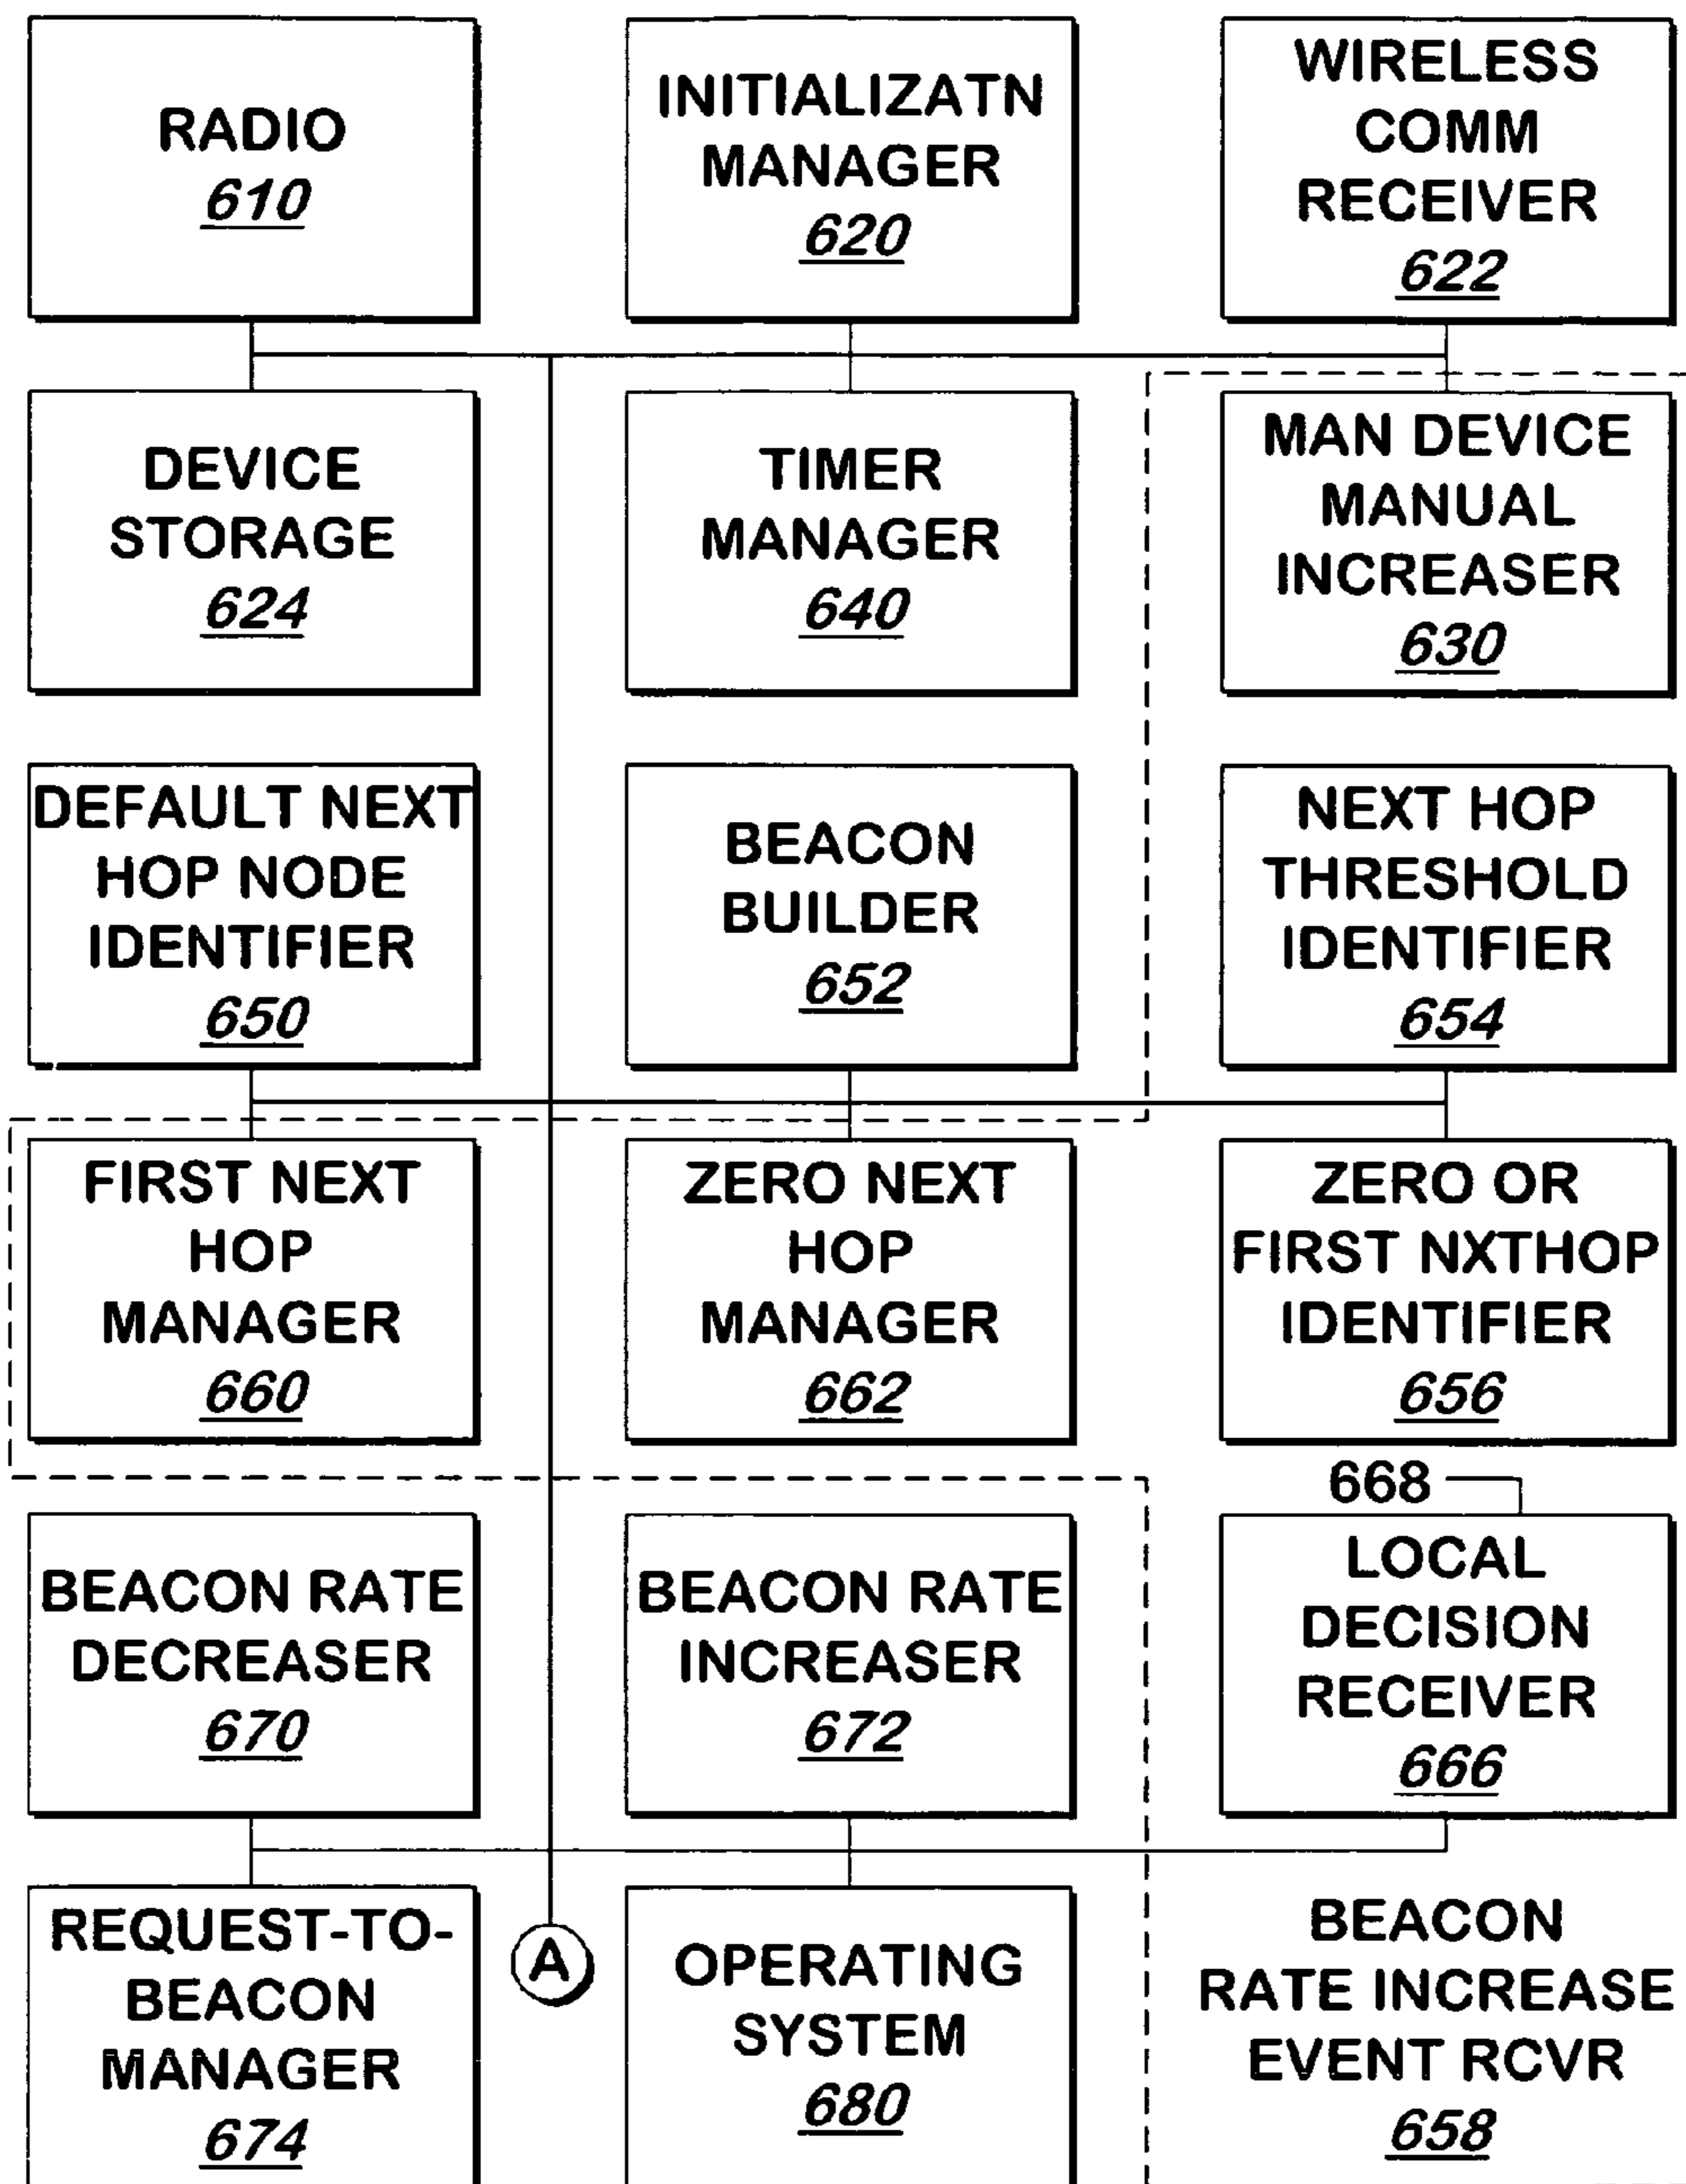 RADIO
610
INITIALIZATN
MANAGER
620
WIRELESS
COMM
RECEIVER
622
DEVICE
STORAGE
624
TIMER
MANAGER
640
MAN DEVICE
MANUAL
INCREASER
630
DEFAULT NEXT
HOP NODE
IDENTIFIER
650
BEACON
BUILDER
652
NEXT HOP
THRESHOLD
IDENTIFIER
654
FIRST NEXT
HOP
MANAGER
660
ZERO NEXT
HOP
MANAGER
662
ZERO OR
FIRST NXTHOP
IDENTIFIER
656
BEACON RATE
DECREASER
670
BEACON RATE
INCREASER
672
668
LOCAL
DECISION
RECEIVER
666
REQUEST-TO-
BEACON
MANAGER
674
A
OPERATING
SYSTEM
680
BEACON
RATE INCREASE
EVENT RCVR
658